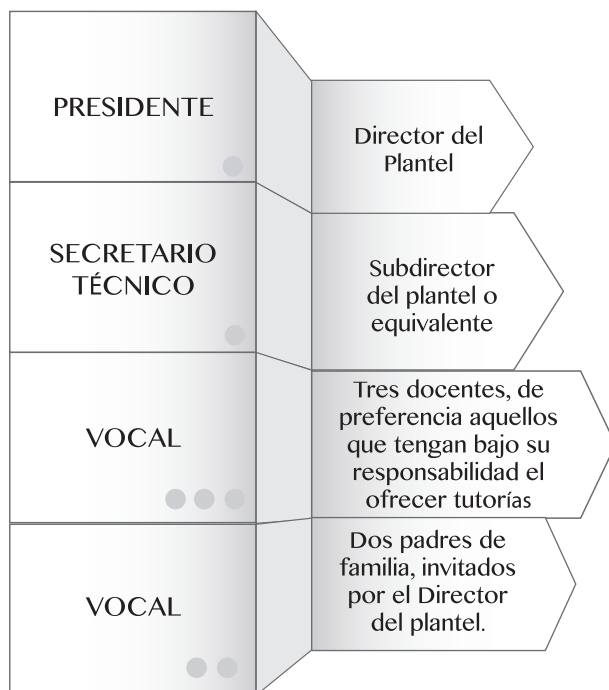 PRESIDENTE
Director del
Plantel
SECRETARIO
TÉCNICO
Subdirector
del plantel o
equivalente
VOCAL
Tres docentes, de
preferencia aquellos
que tengan bajo su
responsabilidad el
ofrecer tutorías
VOCAL
Dos padres de
familia, invitados
por el Director
del plantel.